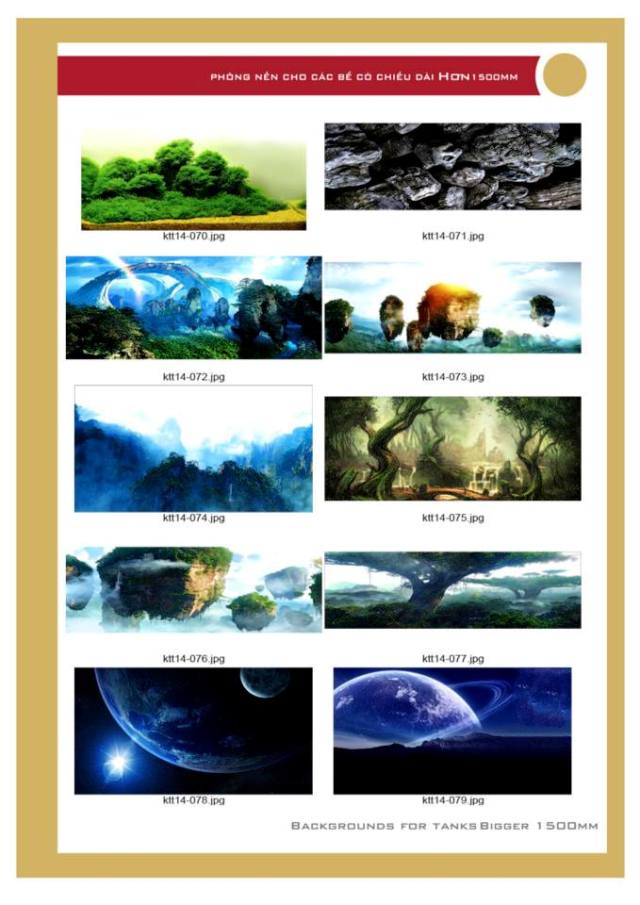 PHÔNG NỀN CHO CÁC BỂ CÓ CHIỀU DÀI HƠN 1500MM
ktt14-070.jpg ktt14-071.jpg
ktt14-072.jpg ktt14-073.jpg
ktt14-074.jpg ktt14-075.jpg
ktt14-076.jpg ktt14-077.jpg
ktt14-078.jpg ktt14-079.jpg
BACKGROUNDS FOR TANKS BIGGER 1500MM